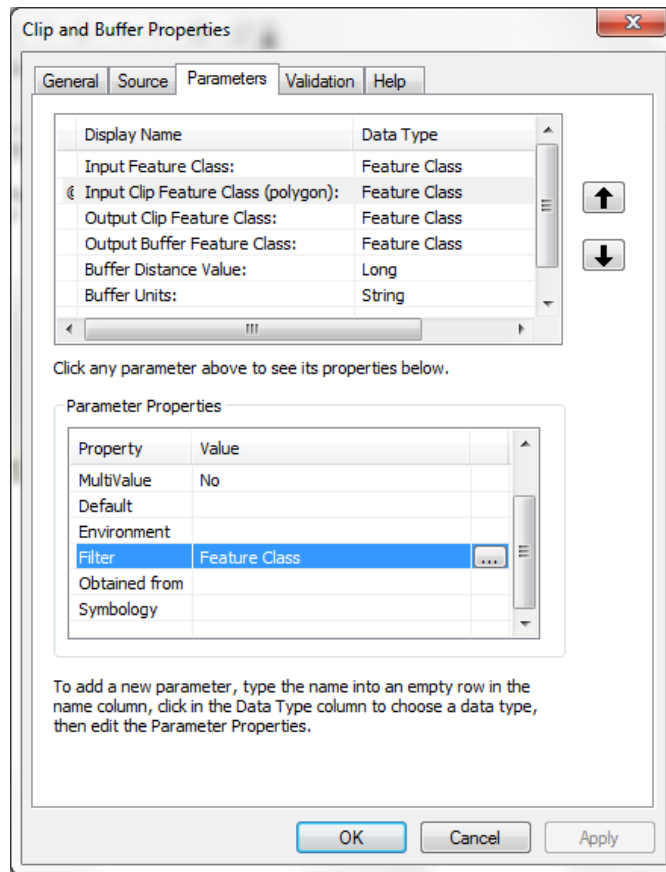 Clip and Buffer Properties
General Source Parameters Validation Help
Display Name Data Type
Input Feature Class: Feature Class
Input Clip Feature Class (polygon): Feature Class
Output Clip Feature Class: Feature Class
Output Buffer Feature Class: Feature Class
Buffer Distance Value: Long
Buffer Units: String
Click any parameter above to see its properties below.
Parameter Properties
Property Value
MultiValue No
Default
Environment
Filter Feature Class ...
Obtained from
Symbology
To add a new parameter, type the name into an empty row in the
name column, click in the Data Type column to choose a data type,
then edit the Parameter Properties.
OK Cancel Apply